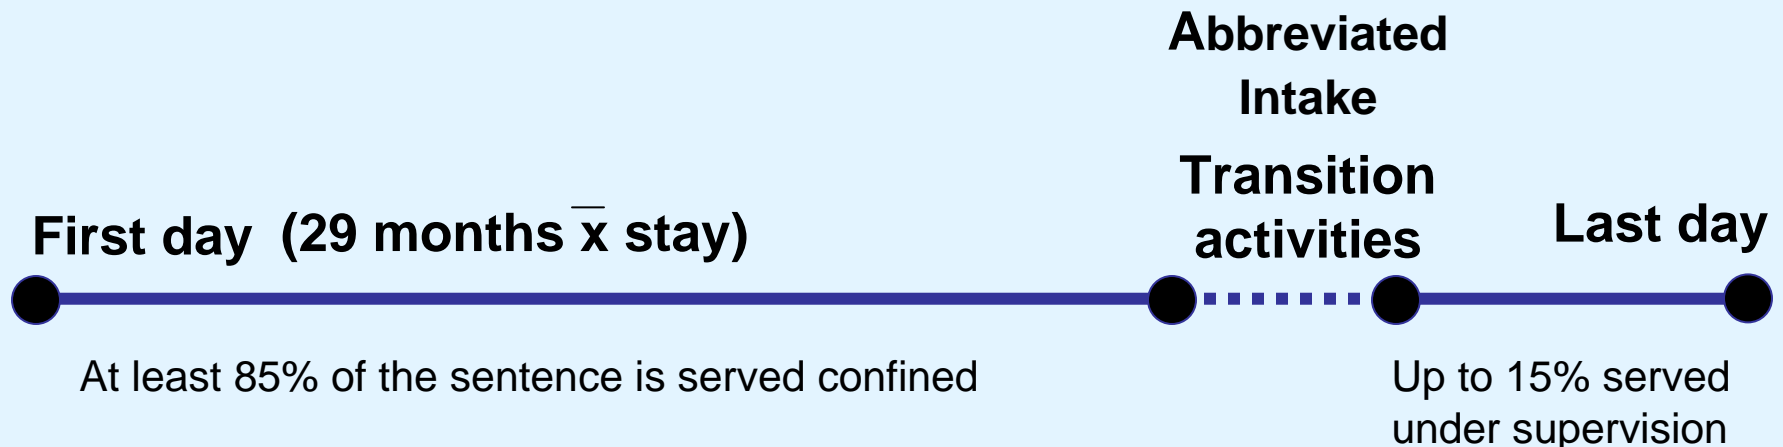 Abbreviated
Intake
Transition
activities
First day (29 months x̅ stay)
Last day
At least 85% of the sentence is served confined
Up to 15% served
under supervision